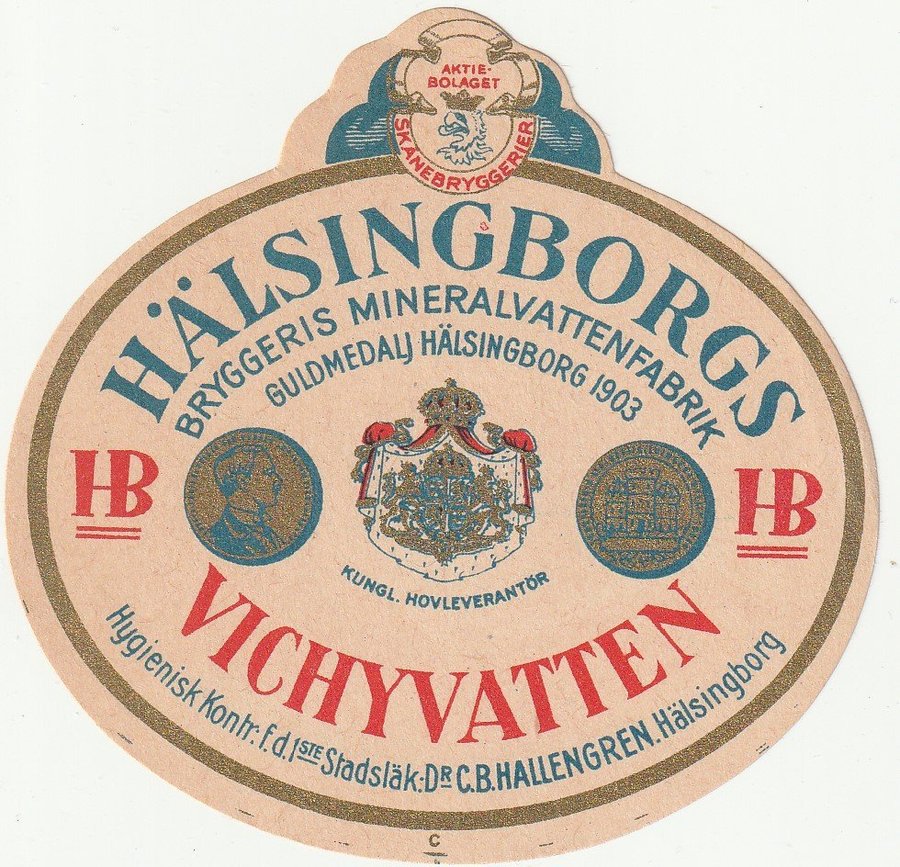 AKTIE-
BOLAGET
SKÅNEBRYGGERIER
HÄLSINGBORGS
BRYGGERIS MINERALVATTENFABRIK
GULDMEDALJ HÄLSINGBORG 1903
HB
HB
KUNGL. HOVLEVERANTÖR
VICHYVATTEN
Hygienisk Kontr. f.d. 1STE Stadsläk: DR C.B. HALLENGREN. Hälsingborg
C